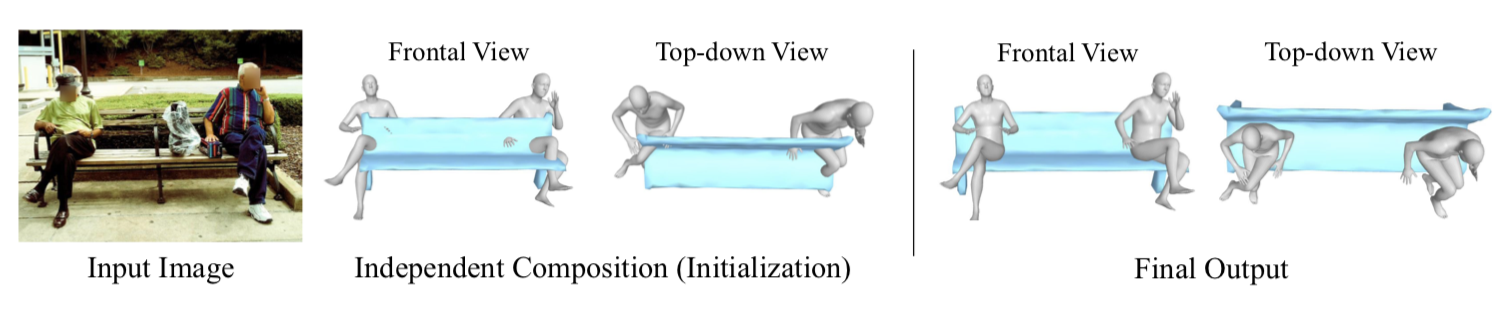 Frontal View
Top-down View
Frontal View
Top-down View
Input Image
Independent Composition (Initialization)
Final Output